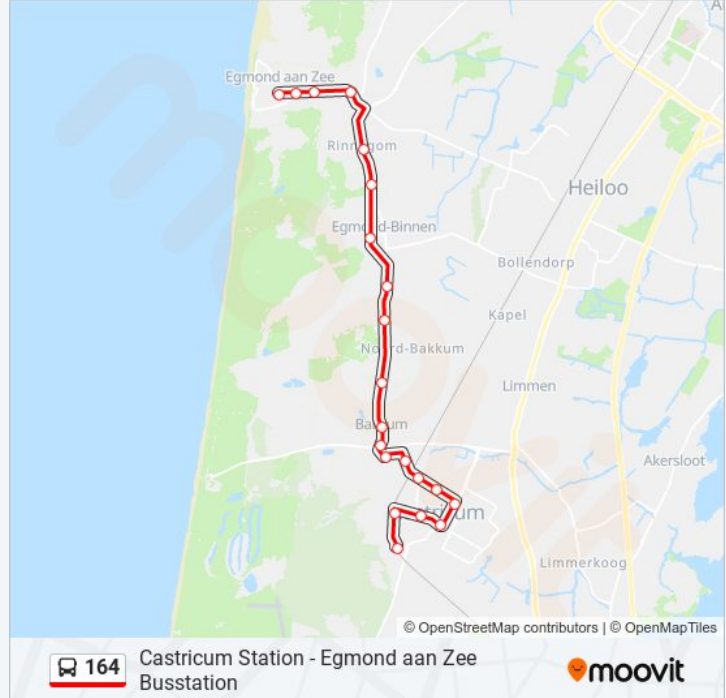 A
Egmond aan Zee
Rinnegom
Heiloo
Egmond-Binnen
Bollendorp
Kapel
Noord-Bakkum
Limmen
Bakkum
Akersloot
Castricum
Limmerkoog
© OpenStreetMap contributors | © OpenMapTiles
164
Castricum Station - Egmond aan Zee
Busstation
moovit